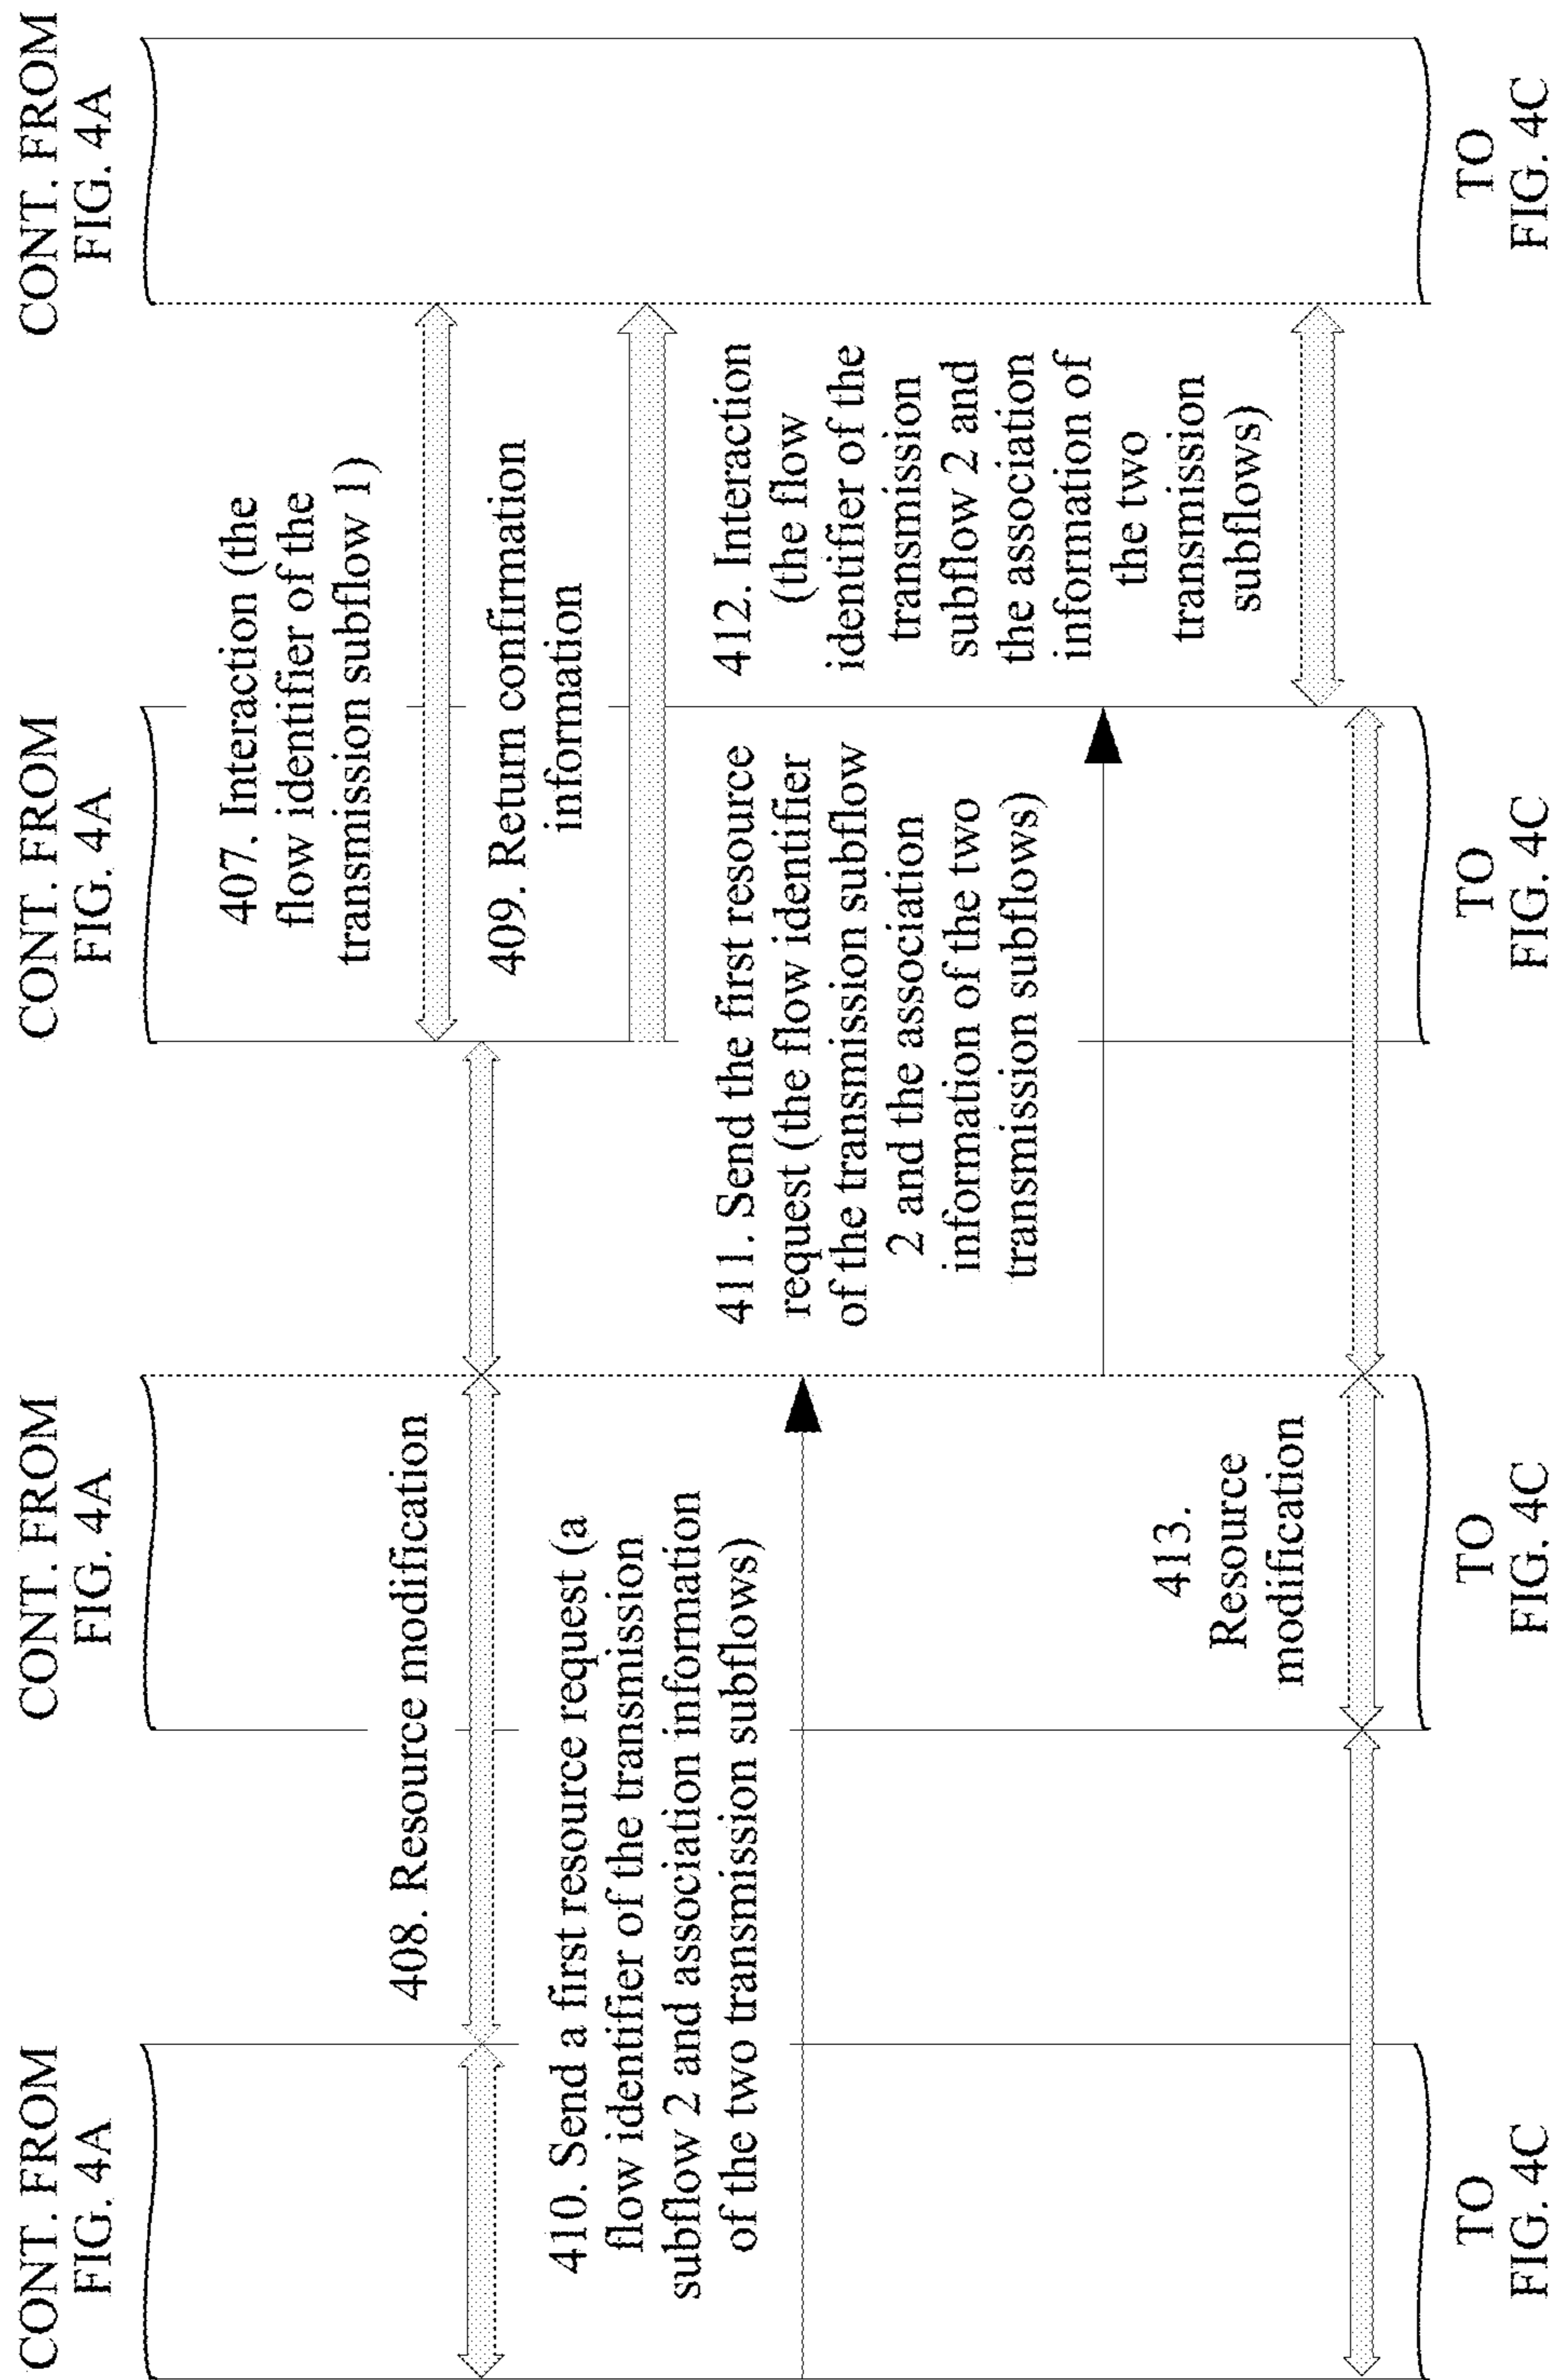 CONT. FROM
FIG. 4A
CONT. FROM
FIG. 4A
CONT. FROM
FIG. 4A
CONT. FROM
FIG. 4A
407. Interaction (the
flow identifier of the
transmission subflow 1)
408. Resource modification
409. Return confirmation
information
410. Send a first resource request (a
flow identifier of the transmission
subflow 2 and association information
of the two transmission subflows)
411. Send the first resource
request (the flow identifier
of the transmission subflow
2 and the association
information of the two
transmission subflows)
412. Interaction
(the flow
identifier of the
transmission
subflow 2 and
the association
information of
the two
transmission
subflows)
413.
Resource
modification
TO
FIG. 4C
TO
FIG. 4C
TO
FIG. 4C
TO
FIG. 4C